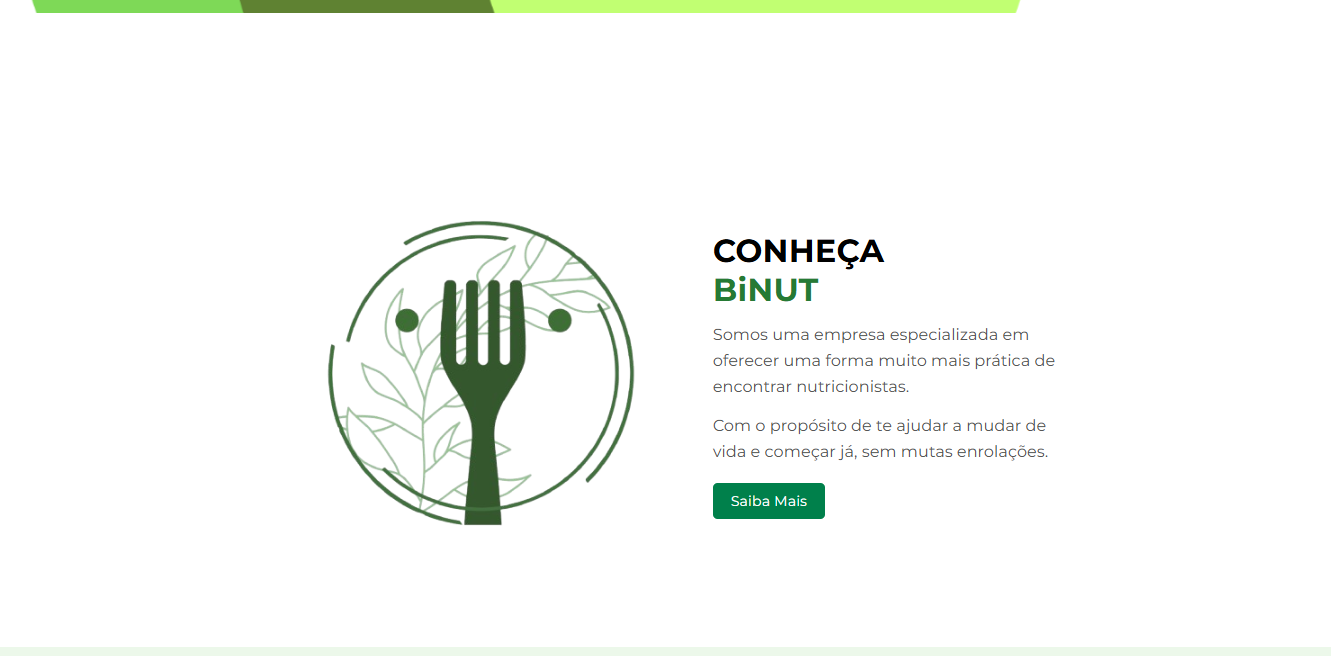 CONHEÇA
BiNUT
Somos uma empresa especializada em
oferecer uma forma muito mais prática de
encontrar nutricionistas.
Com o propósito de te ajudar a mudar de
vida e começar já, sem mutas enrolações.
Saiba Mais